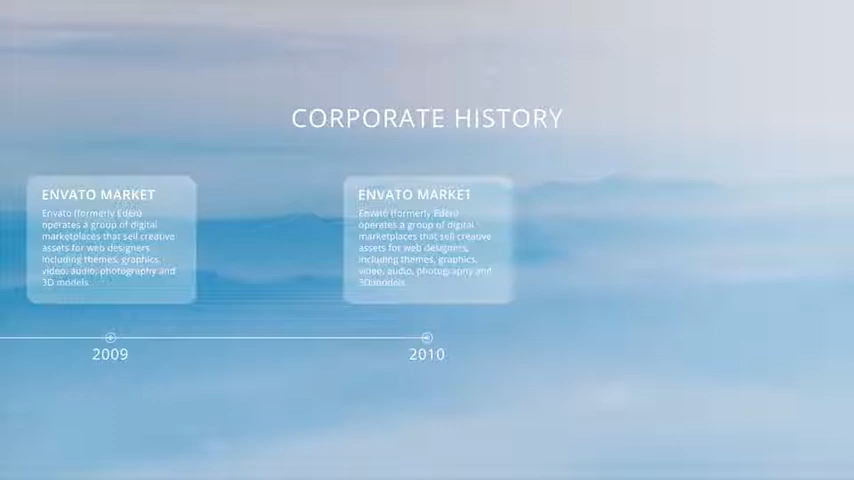 CORPORATE HISTORY
ENVATO MARKET
Envato (formerly Eden)
operates a group of digital
marketplaces that sell creative
assets for web designers
including themes, graphics,
video, audio, photography and
3D models
2009
ENVATO MARKET
Envato (formerly Eden)
operates a group of digital
marketplaces that sell creative
assets for web designers,
including themes, graphics,
video, audio, photography and
3D models
2010